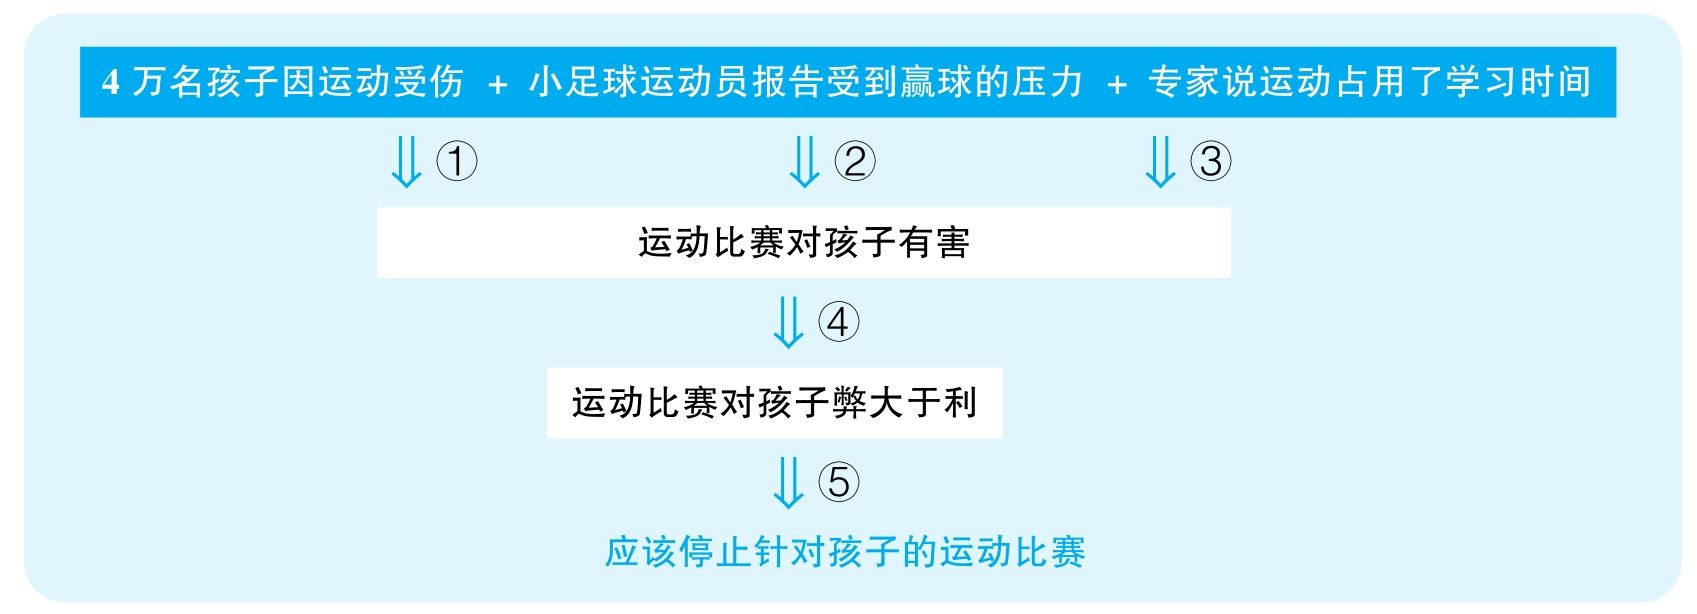 4 万名孩子因运动受伤 + 小足球运动员报告受到赢球的压力 + 专家说运动占用了学习时间
⇓ ① ⇓ ② ⇓ ③
运动比赛对孩子有害
⇓ ④
运动比赛对孩子弊大于利
⇓ ⑤
应该停止针对孩子的运动比赛